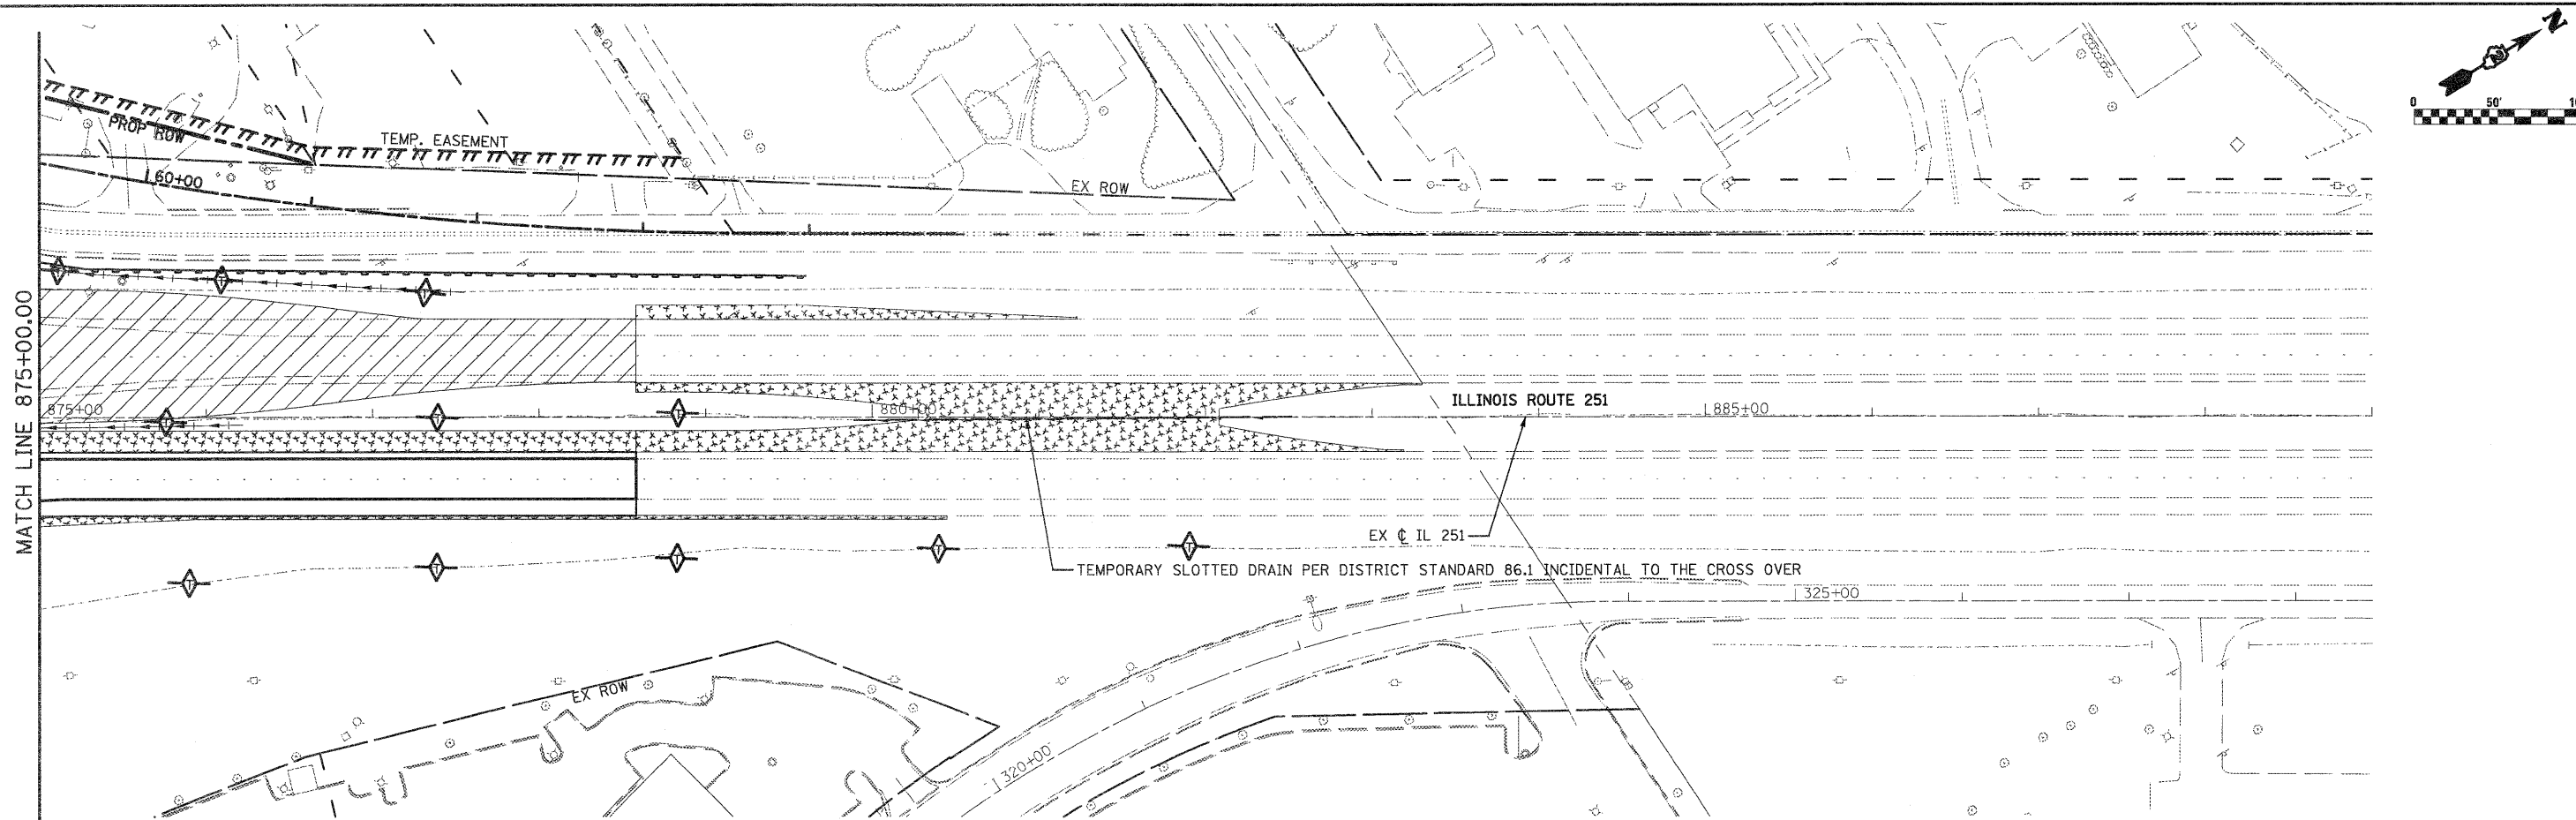 N
0 50' 10
PROP ROW
TEMP. EASEMENT
60+00
EX ROW
MATCH LINE 875+00.00
875+00
880+00
ILLINOIS ROUTE 251
885+00
EX ℄ IL 251
TEMPORARY SLOTTED DRAIN PER DISTRICT STANDARD 86.1 INCIDENTAL TO THE CROSS OVER
325+00
EX ROW
320+00
T
T
T
T
T
T
T
T
T
T
T